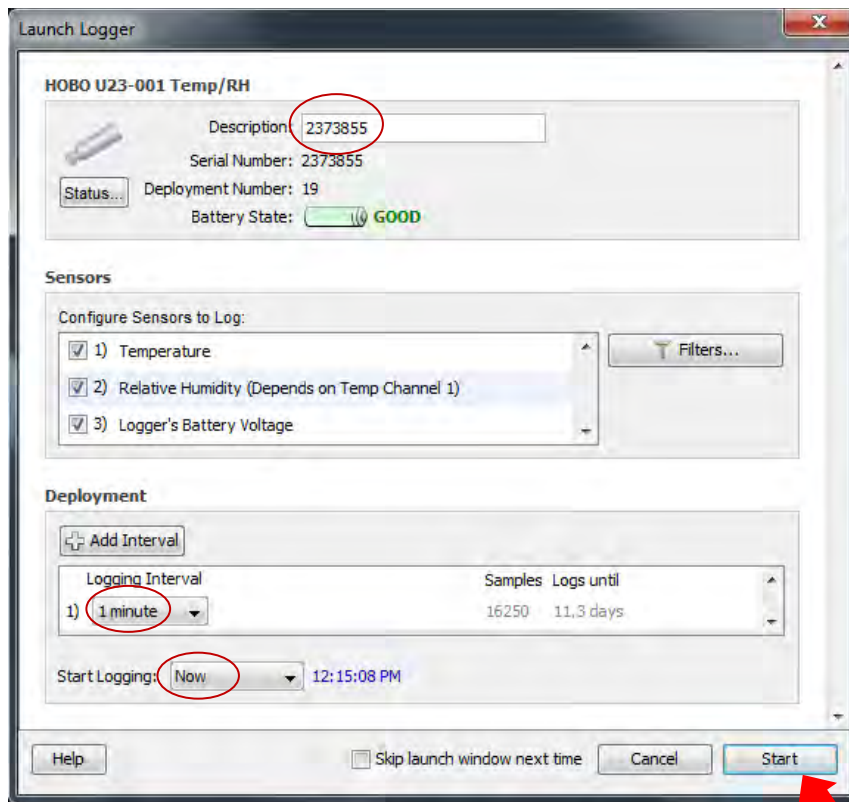 Launch Logger
HOBO U23-001 Temp/RH
Description: 2373855
Serial Number: 2373855
Status... Deployment Number: 19
Battery State: GOOD
Sensors
Configure Sensors to Log:
1) Temperature
Filters...
2) Relative Humidity (Depends on Temp Channel 1)
3) Logger's Battery Voltage
Deployment
Add Interval
Logging Interval Samples Logs until
1) 1 minute 16250 11,3 days
Start Logging: Now 12:15:08 PM
Help Skip launch window next time Cancel Start